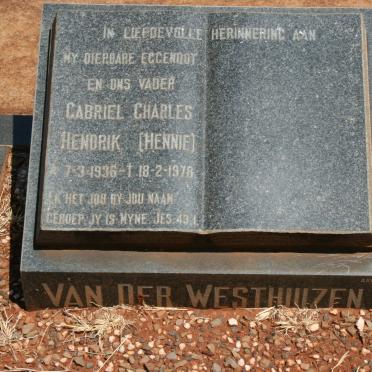 IN LIEFDEVOLLE HERINNERING AAN
MY DIERBARE EGGENOOT
EN ONS VADER
GABRIEL CHARLES
HENDRIK (HENNIE)
7-3-1936 - † 18-2-1978
EK HET JOU BY JOU NAAM
GEROEP, JY IS MYNE. JES. 43:1
VAN DER WESTHUIZEN